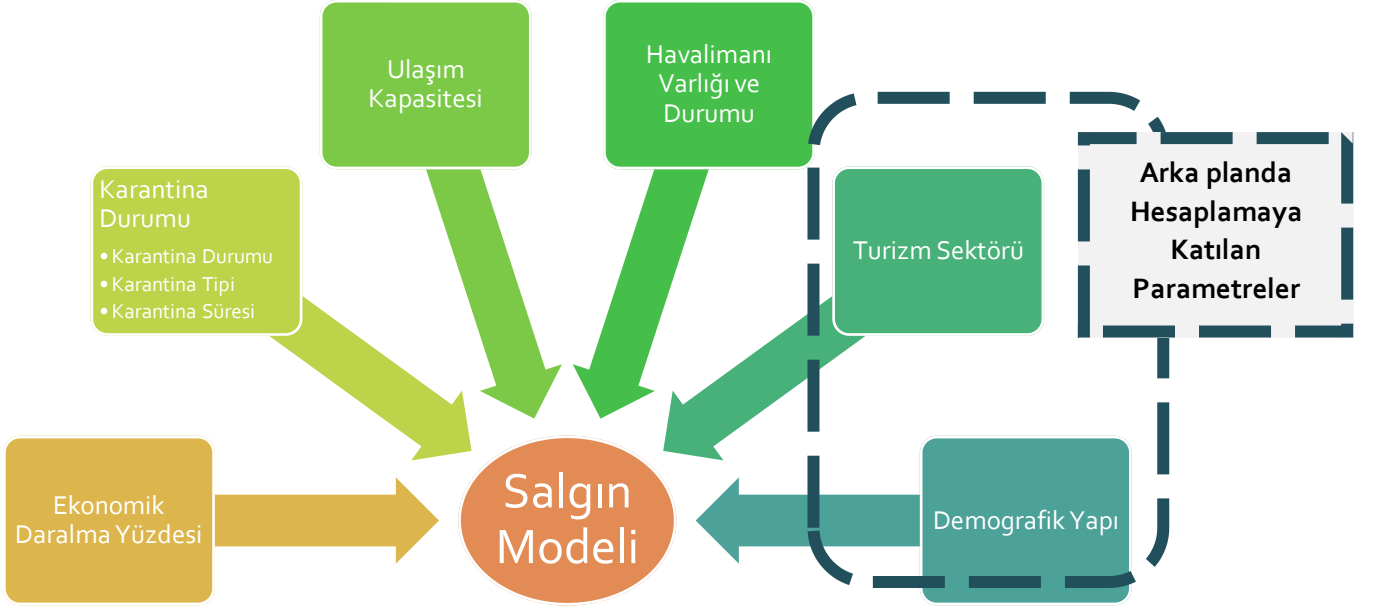 Ulaşım
Kapasitesi
Havalimanı
Varlığı ve
Durumu
Karantina
Durumu
• Karantina Durumu
• Karantina Tipi
• Karantina Süresi
Turizm Sektörü
Arka planda
Hesaplamaya
Katılan
Parametreler
Ekonomik
Daralma Yüzdesi
Salgın
Modeli
Demografik Yapı